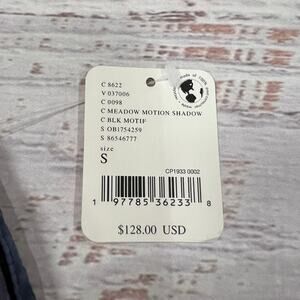 C 8622
V 037006
C 0098
C MEADOW MOTION SHADOW
C BLK MOTIF
S OB1754259
S 86546777
size
S
CP1933 0002
1 97785 36233 8
$128.00 USD